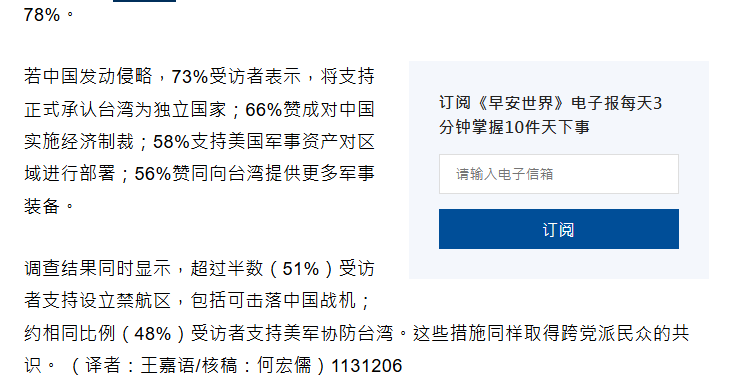 78%。
若中国发动侵略，73%受访者表示，将支持
正式承认台湾为独立国家；66%赞成对中国
实施经济制裁；58%支持美国军事资产对区
域进行部署；56%赞同向台湾提供更多军事
装备。
调查结果同时显示，超过半数（51%）受访
者支持设立禁航区，包括可击落中国战机；
约相同比例（48%）受访者支持美军协防台湾。这些措施同样取得跨党派民众的共
识。（译者：王嘉语/核稿：何宏儒）1131206
订阅《早安世界》电子报每天3
分钟掌握10件天下事
请输入电子信箱
订阅